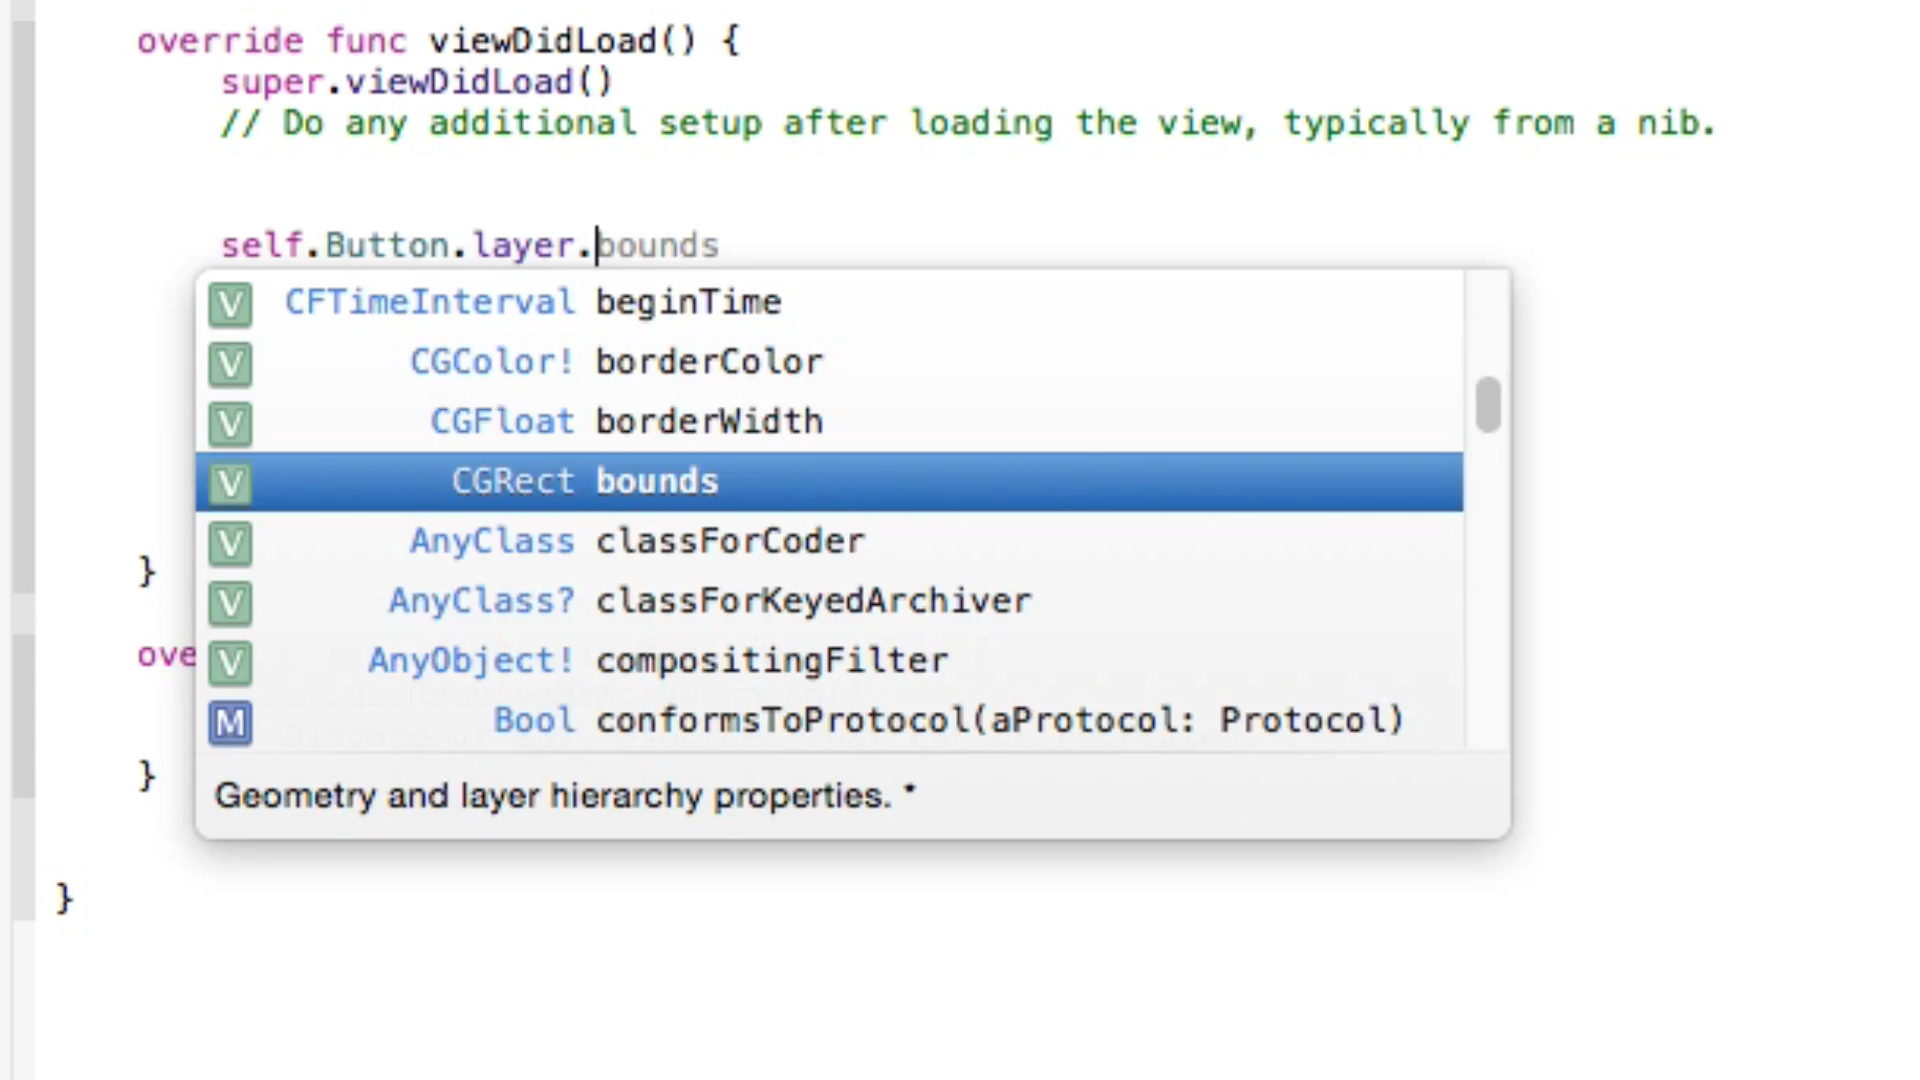 override func viewDidLoad() {
super.viewDidLoad()
// Do any additional setup after loading the view, typically from a nib.
self.Button.layer.bounds
V CFTimeInterval beginTime
V CGColor! borderColor
V CGFloat borderWidth
V CGRect bounds
V AnyClass classForCoder
}
V AnyClass? classForKeyedArchiver
ove
V AnyObject! compositingFilter
M Bool conformsToProtocol(aProtocol: Protocol)
}
Geometry and layer hierarchy properties. *
}